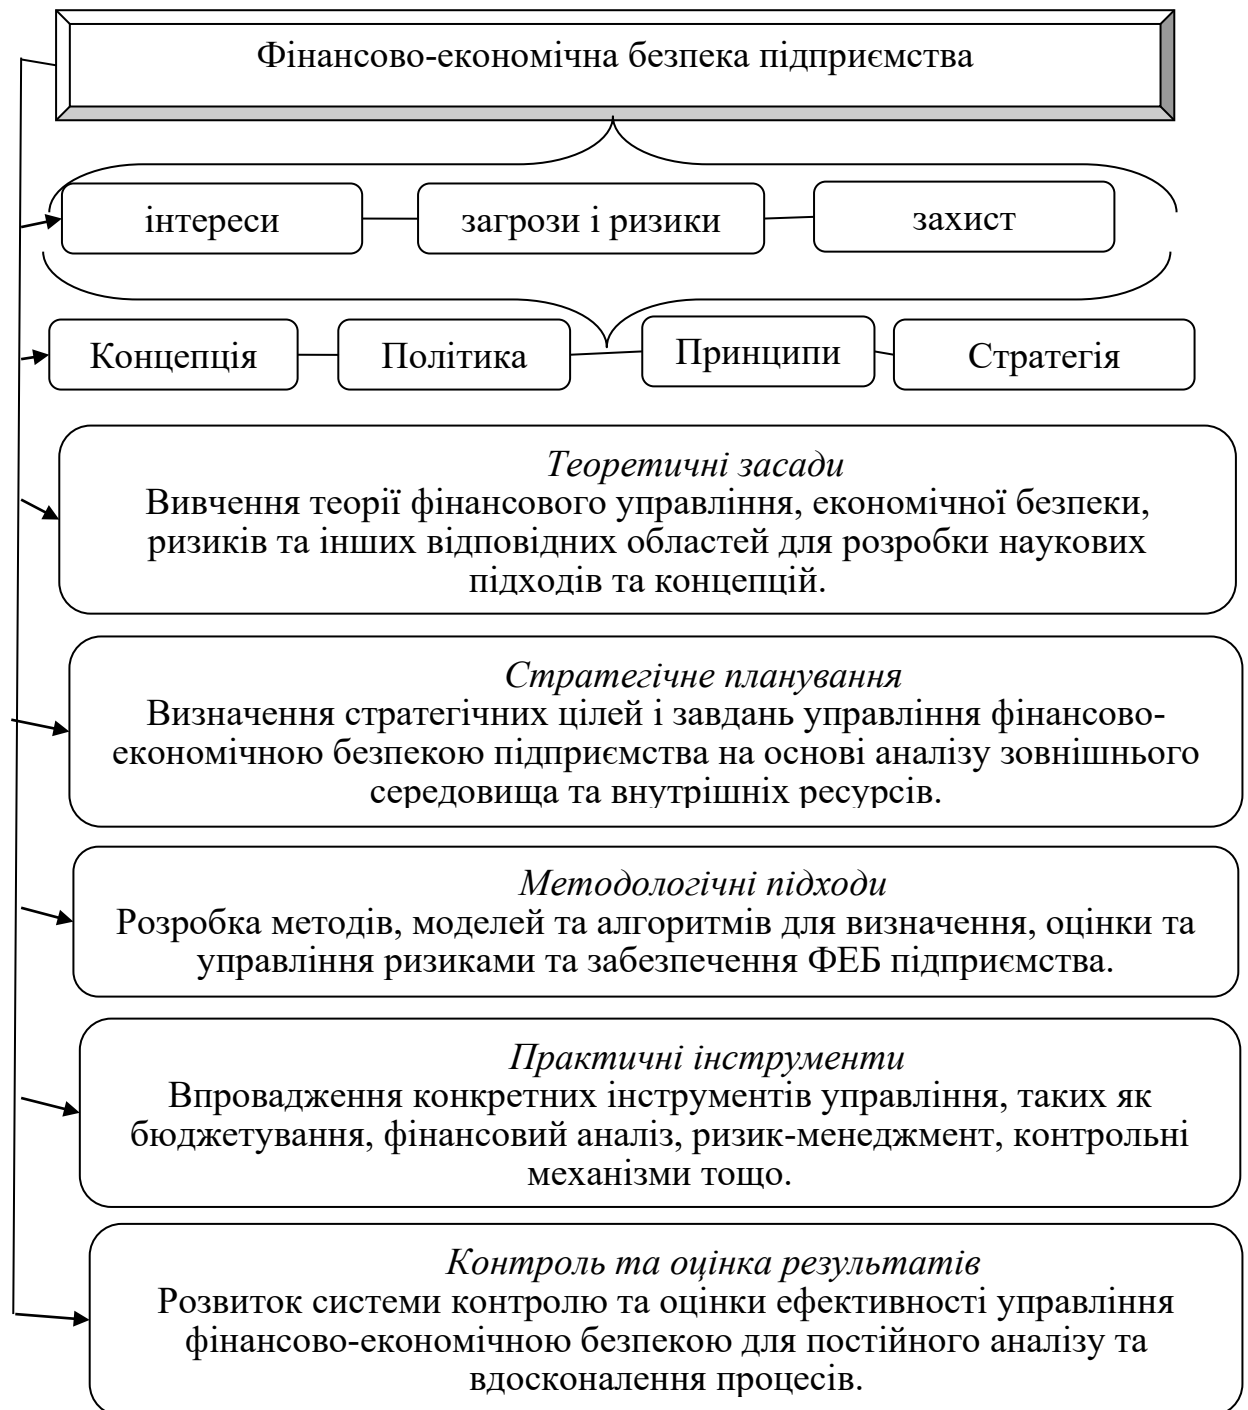 Фінансово-економічна безпека підприємства
інтереси
загрози і ризики
захист
Концепція
Політика
Принципи
Стратегія
Теоретичні засади
Вивчення теорії фінансового управління, економічної безпеки,
ризиків та інших відповідних областей для розробки наукових
підходів та концепцій.
Стратегічне планування
Визначення стратегічних цілей і завдань управління фінансово-
економічною безпекою підприємства на основі аналізу зовнішнього
середовища та внутрішніх ресурсів.
Методологічні підходи
Розробка методів, моделей та алгоритмів для визначення, оцінки та
управління ризиками та забезпечення ФЕБ підприємства.
Практичні інструменти
Впровадження конкретних інструментів управління, таких як
бюджетування, фінансовий аналіз, ризик-менеджмент, контрольні
механізми тощо.
Контроль та оцінка результатів
Розвиток системи контролю та оцінки ефективності управління
фінансово-економічною безпекою для постійного аналізу та
вдосконалення процесів.